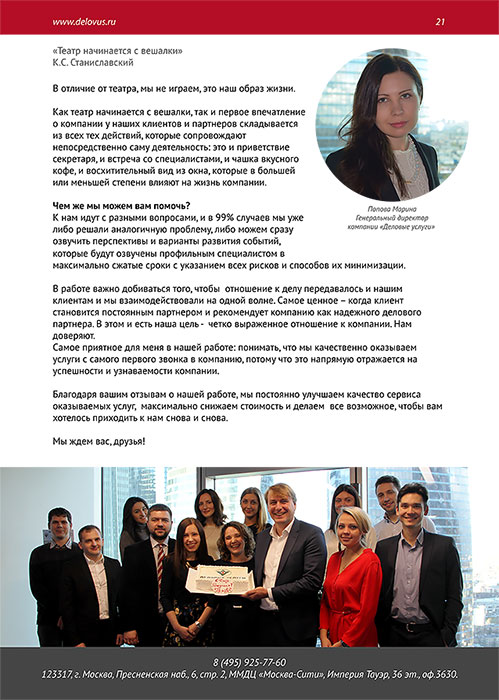 www.delovus.ru 21
«Театр начинается с вешалки»
К.С. Станиславский
В отличие от театра, мы не играем, это наш образ жизни.
Как театр начинается с вешалки, так и первое впечатление
о компании у наших клиентов и партнеров складывается
из всех тех действий, которые сопровождают
непосредственно саму деятельность: это и приветствие
секретаря, и встреча со специалистами, и чашка вкусного
кофе, и восхитительный вид из окна, которые в большей
или меньшей степени влияют на жизнь компании.
Попова Марина
Генеральный директор
компании «Деловые услуги»
Чем же мы можем вам помочь?
К нам идут с разными вопросами, и в 99% случаев мы уже
либо решали аналогичную проблему, либо можем сразу
озвучить перспективы и варианты развития событий,
которые будут озвучены профильным специалистом в
максимально сжатые сроки с указанием всех рисков и способов их минимизации.
В работе важно добиваться того, чтобы отношение к делу передавалось и нашим
клиентам и мы взаимодействовали на одной волне. Самое ценное – когда клиент
становится постоянным партнером и рекомендует компанию как надежного делового
партнера. В этом и есть наша цель - четко выраженное отношение к компании. Нам
доверяют.
Самое приятное для меня в нашей работе: понимать, что мы качественно оказываем
услуги с самого первого звонка в компанию, потому что это напрямую отражается на
успешности и узнаваемости компании.
Благодаря вашим отзывам о нашей работе, мы постоянно улучшаем качество сервиса
оказываемых услуг, максимально снижаем стоимость и делаем все возможное, чтобы вам
хотелось приходить к нам снова и снова.
Мы ждем вас, друзья!
8 (495) 925-77-60
123317, г. Москва, Пресненская наб., 6, стр. 2, ММДЦ «Москва-Сити», Империя Тауэр, 36 эт., оф.3630.